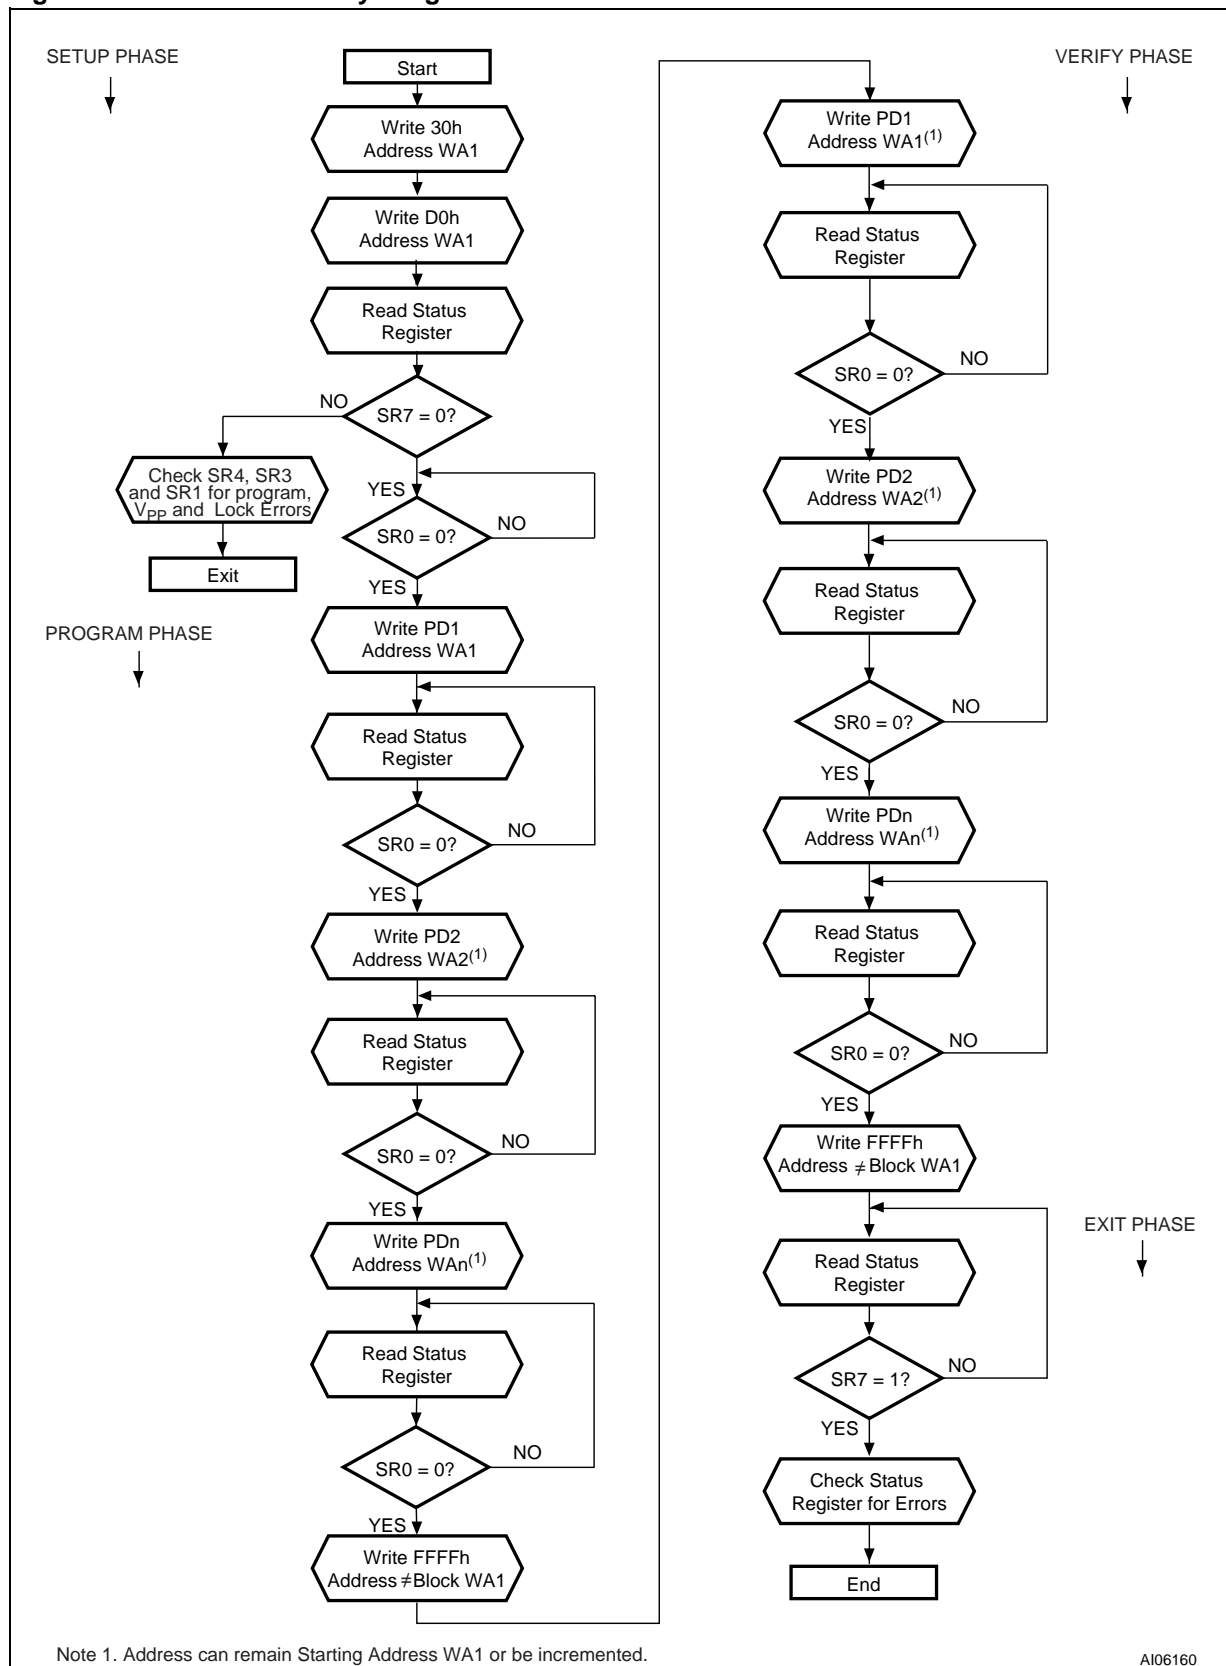 SETUP PHASE
Start
Write 30h
Address WA1
Write D0h
Address WA1
Read Status
Register
SR7 = 0?
NO
Check SR4, SR3
and SR1 for program,
VPP and Lock Errors
Exit
YES
SR0 = 0?
NO
YES
PROGRAM PHASE
Write PD1
Address WA1
Read Status
Register
SR0 = 0?
NO
YES
Write PD2
Address WA2(1)
Read Status
Register
SR0 = 0?
NO
YES
Write PDn
Address WAn(1)
Read Status
Register
SR0 = 0?
NO
YES
Write FFFFh
Address ≠Block WA1
VERIFY PHASE
Write PD1
Address WA1(1)
Read Status
Register
SR0 = 0?
NO
YES
Write PD2
Address WA2(1)
Read Status
Register
SR0 = 0?
NO
YES
Write PDn
Address WAn(1)
Read Status
Register
SR0 = 0?
NO
YES
Write FFFFh
Address ≠ Block WA1
EXIT PHASE
Read Status
Register
SR7 = 1?
NO
YES
Check Status
Register for Errors
End
Note 1. Address can remain Starting Address WA1 or be incremented.
AI06160